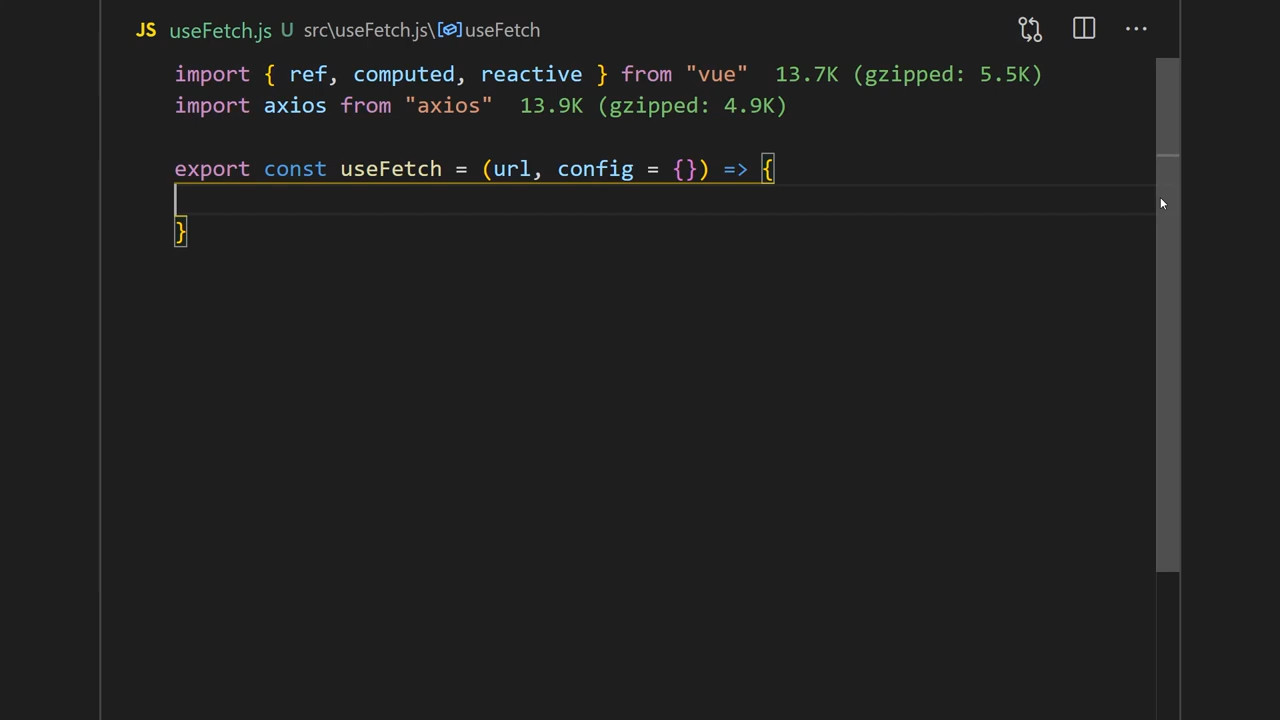 JS useFetch.js U src\useFetch.js\useFetch
import { ref, computed, reactive } from "vue" 13.7K (gzipped: 5.5K)
import axios from "axios" 13.9K (gzipped: 4.9K)
export const useFetch = (url, config = {}) => {
}